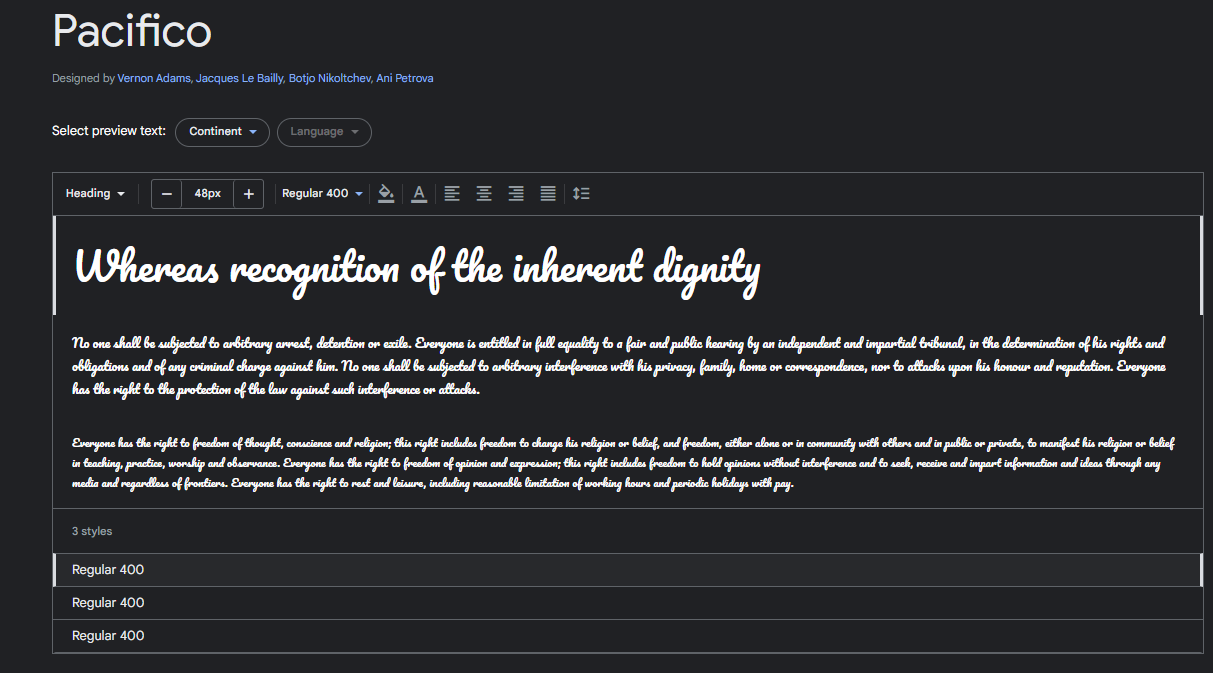 Pacifico
Designed by Vernon Adams, Jacques Le Bailly, Botjo Nikoltchev, Ani Petrova
Select preview text: Continent Language
Heading − 48px + Regular 400 A
Whereas recognition of the inherent dignity
No one shall be subjected to arbitrary arrest, detention or exile. Everyone is entitled in full equality to a fair and public hearing by an independent and impartial tribunal, in the determination of his rights and
obligations and of any criminal charge against him. No one shall be subjected to arbitrary interference with his privacy, family, home or correspondence, nor to attacks upon his honour and reputation. Everyone
has the right to the protection of the law against such interference or attacks.
Everyone has the right to freedom of thought, conscience and religion; this right includes freedom to change his religion or belief, and freedom, either alone or in community with others and in public or private, to manifest his religion or belief
in teaching, practice, worship and observance. Everyone has the right to freedom of opinion and expression; this right includes freedom to hold opinions without interference and to seek, receive and impart information and ideas through any
media and regardless of frontiers. Everyone has the right to rest and leisure, including reasonable limitation of working hours and periodic holidays with pay.
3 styles
Regular 400
Regular 400
Regular 400